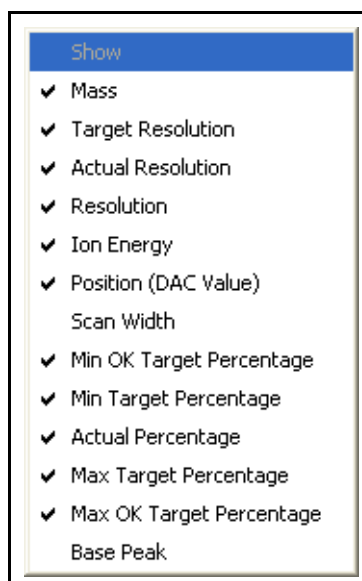 Show
✔ Mass
✔ Target Resolution
✔ Actual Resolution
✔ Resolution
✔ Ion Energy
✔ Position (DAC Value)
Scan Width
✔ Min OK Target Percentage
✔ Min Target Percentage
✔ Actual Percentage
✔ Max Target Percentage
✔ Max OK Target Percentage
Base Peak